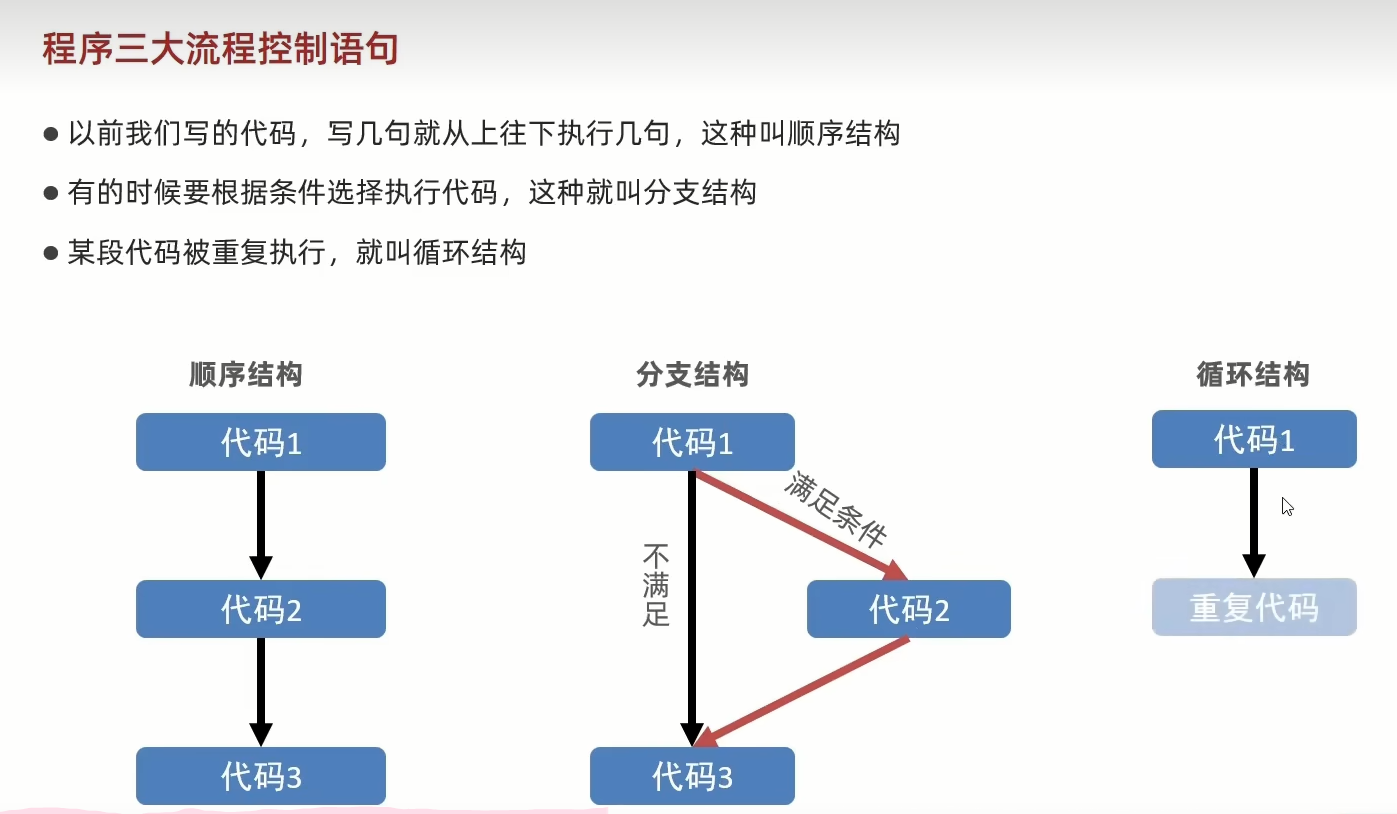 程序三大流程控制语句
以前我们写的代码，写几句就从上往下执行几句，这种叫顺序结构
有的时候要根据条件选择执行代码，这种就叫分支结构
某段代码被重复执行，就叫循环结构
顺序结构
代码1
代码2
代码3
分支结构
代码1
满足条件
不满足
代码2
代码3
循环结构
代码1
重复代码